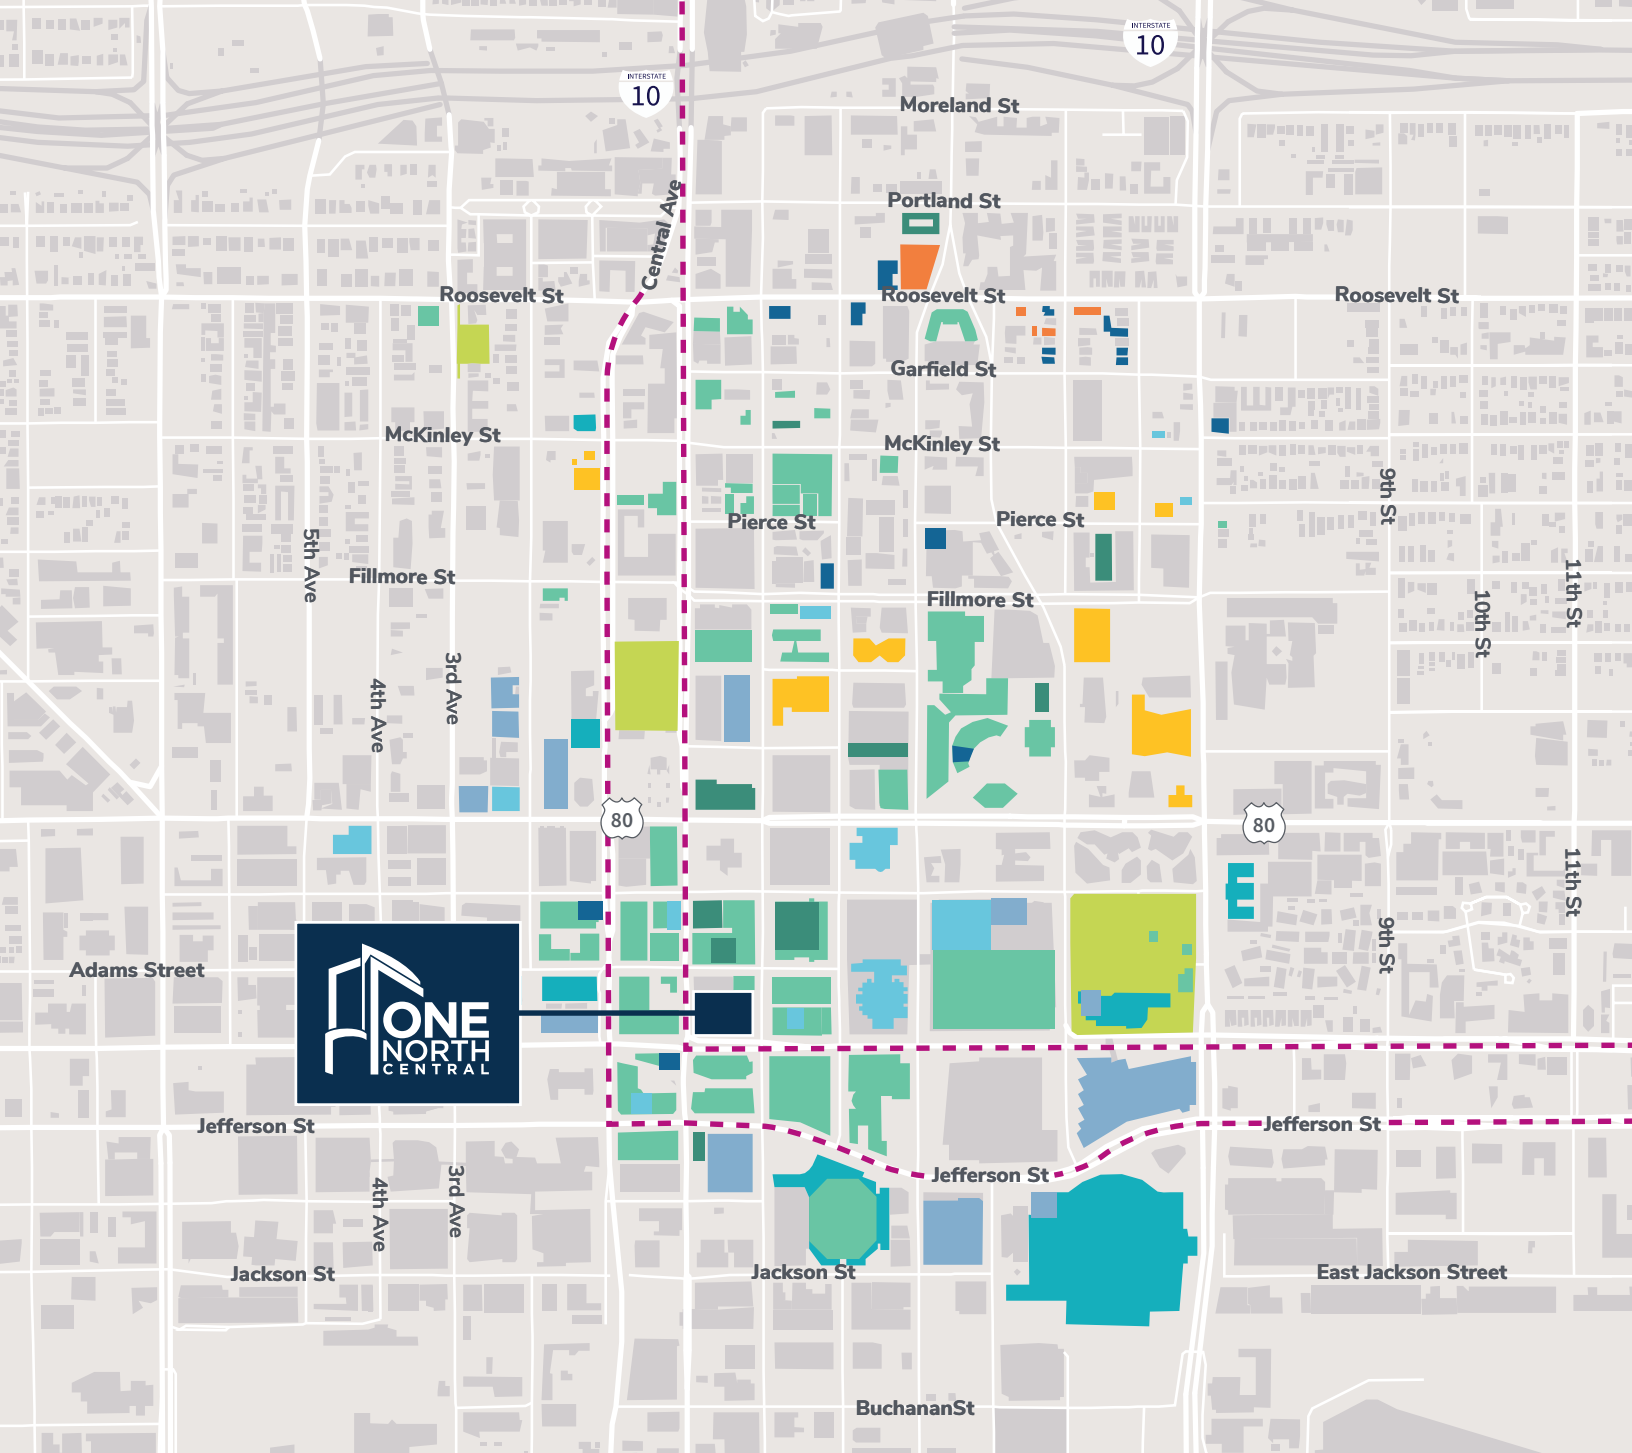 INTERSTATE
10
INTERSTATE
10
Moreland St
Central Ave
Portland St
Roosevelt St
Roosevelt St
Roosevelt St
Garfield St
McKinley St
McKinley St
9th St
Pierce St
Pierce St
5th Ave
Fillmore St
11th St
Fillmore St
10th St
3rd Ave
4th Ave
80
80
11th St
9th St
Adams Street
ONE
NORTH
CENTRAL
Jefferson St
Jefferson St
Jefferson St
3rd Ave
4th Ave
Jackson St
Jackson St
East Jackson Street
BuchananSt